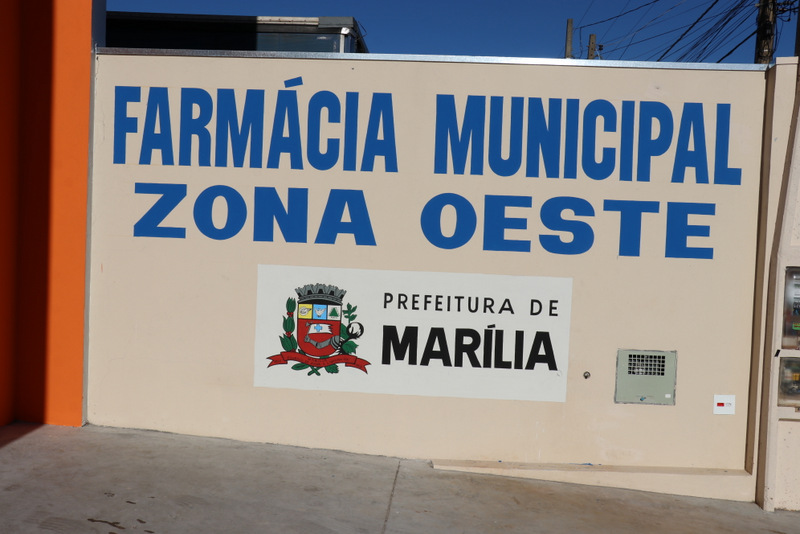 FARMÁCIA MUNICIPAL
ZONA OESTE
PREFEITURA DE
MARÍLIA